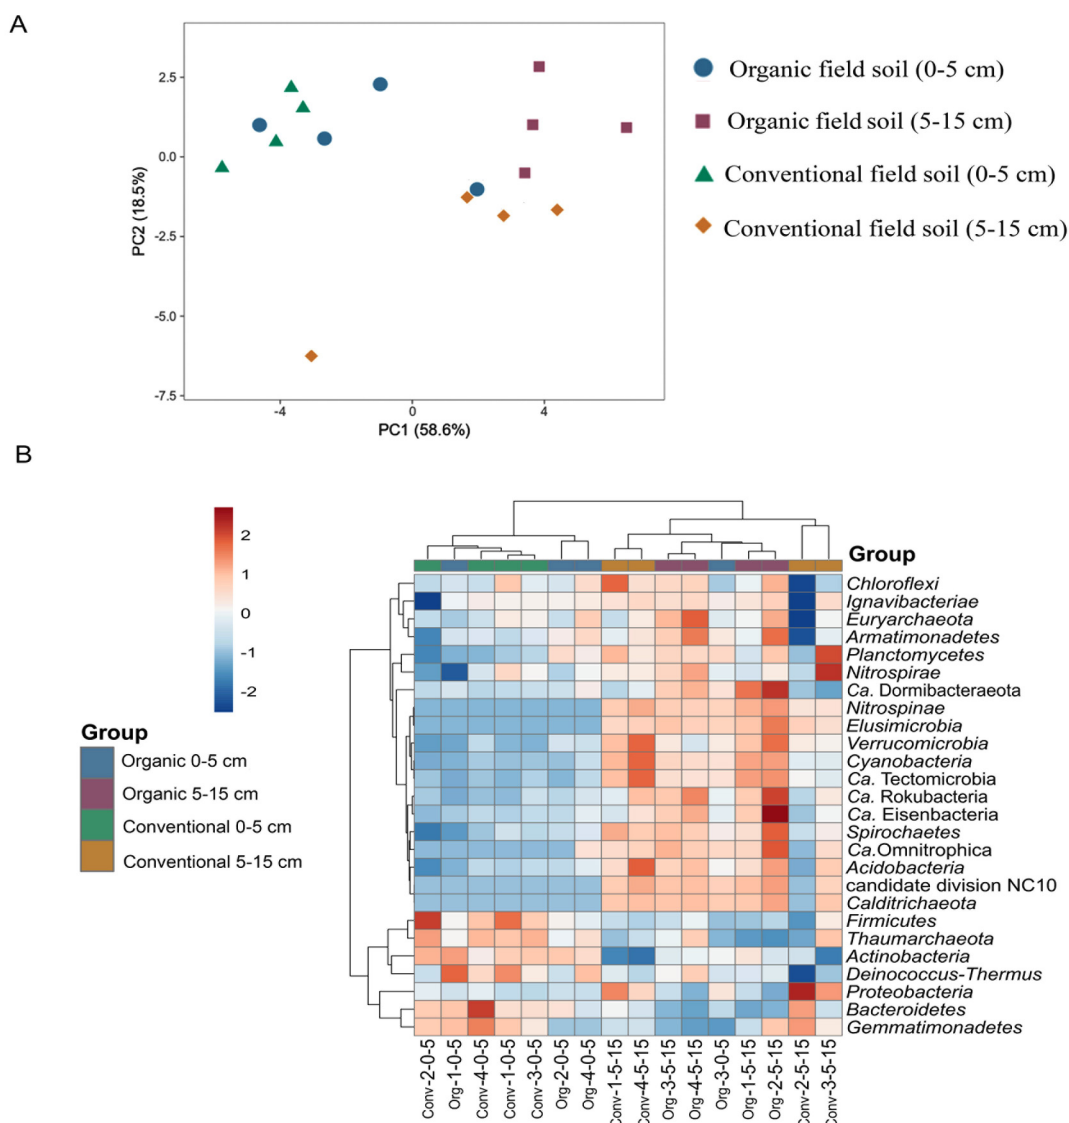 A
2.5
0.0
-2.5
-5.0
-7.5
PC2 (18.5%)
-4
0
4
PC1 (58.6%)
Organic field soil (0-5 cm)
Organic field soil (5-15 cm)
Conventional field soil (0-5 cm)
Conventional field soil (5-15 cm)
B
2
1
0
-1
-2
Group
Organic 0-5 cm
Organic 5-15 cm
Conventional 0-5 cm
Conventional 5-15 cm
Group
Chloroflexi
Ignavibacteriae
Euryarchaeota
Armatimonadetes
Planctomycetes
Nitrospirae
Ca. Dormibacteraeota
Nitrospinae
Elusimicrobia
Verrucomicrobia
Cyanobacteria
Ca. Tectomicrobia
Ca. Rokubacteria
Ca. Eisenbacteria
Spirochaetes
Ca.Omnitrophica
Acidobacteria
candidate division NC10
Calditrichaeota
Firmicutes
Thaumarchaeota
Actinobacteria
Deinococcus-Thermus
Proteobacteria
Bacteroidetes
Gemmatimonadetes
Conv-2-0-5
Org-1-0-5
Conv-4-0-5
Conv-1-0-5
Conv-3-0-5
Org-2-0-5
Org-4-0-5
Conv-1-5-15
Conv-4-5-15
Org-3-5-15
Org-4-5-15
Org-3-0-5
Org-1-5-15
Org-2-5-15
Conv-2-5-15
Conv-3-5-15